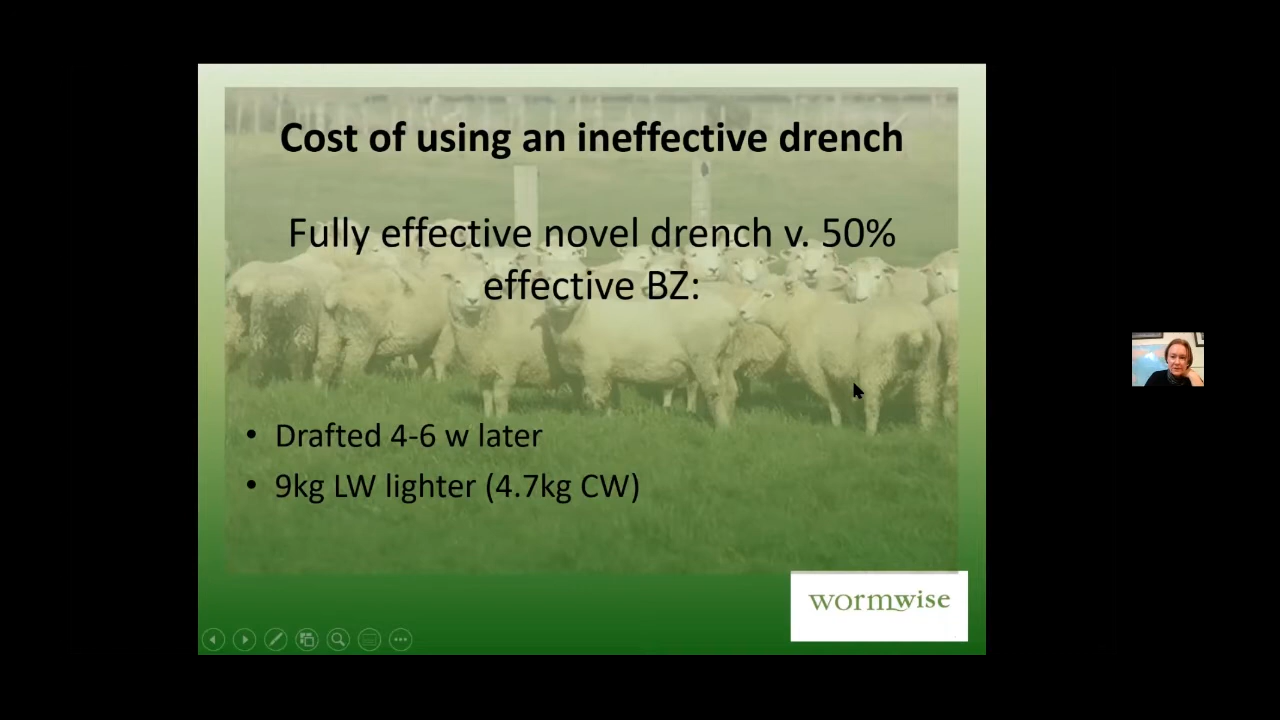 Cost of using an ineffective drench
Fully effective novel drench v. 50%
effective BZ:
• Drafted 4-6 w later
• 9kg LW lighter (4.7kg CW)
wormwise